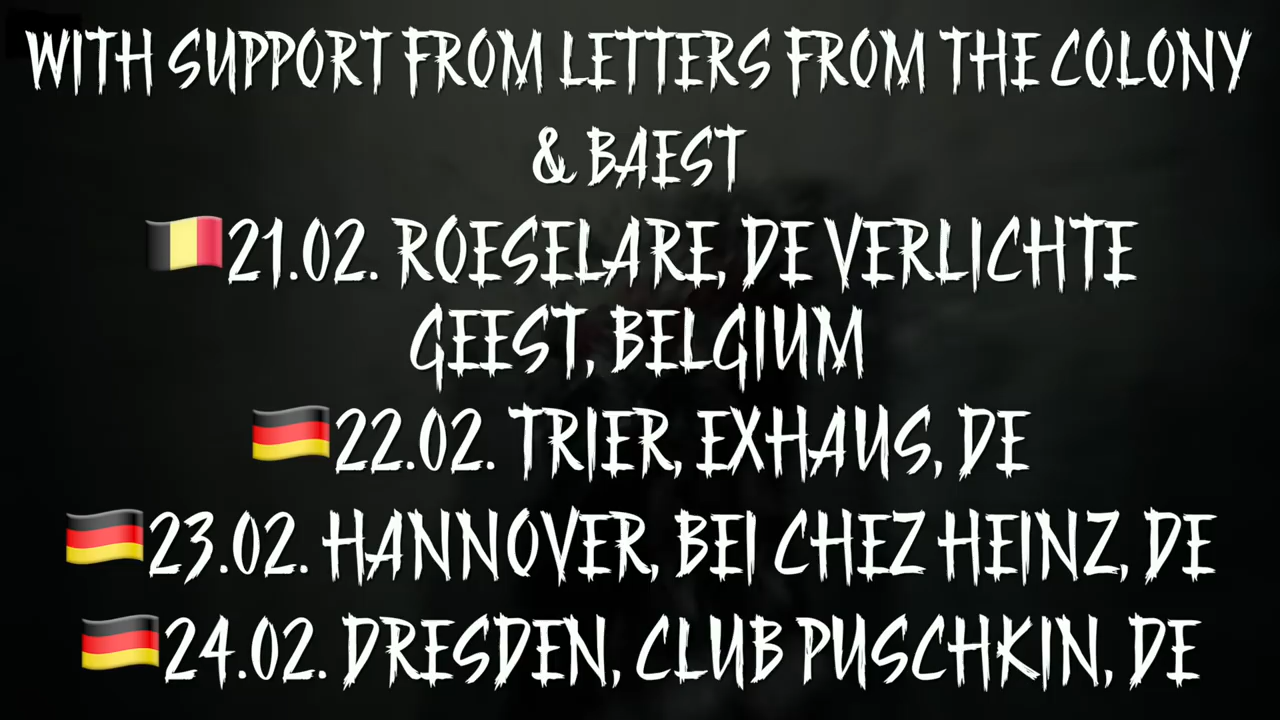 WITH SUPPORT FROM LETTERS FROM THE COLONY
& BAEST
🇧🇪21.02. ROESELARE, DE VERLICHTE
GEEST, BELGIUM
🇩🇪22.02. TRIER, EXHAUS, DE
🇩🇪23.02. HANNOVER, BEI CHEZ HEINZ, DE
🇩🇪24.02. DRESDEN, CLUB PUSCHKIN, DE